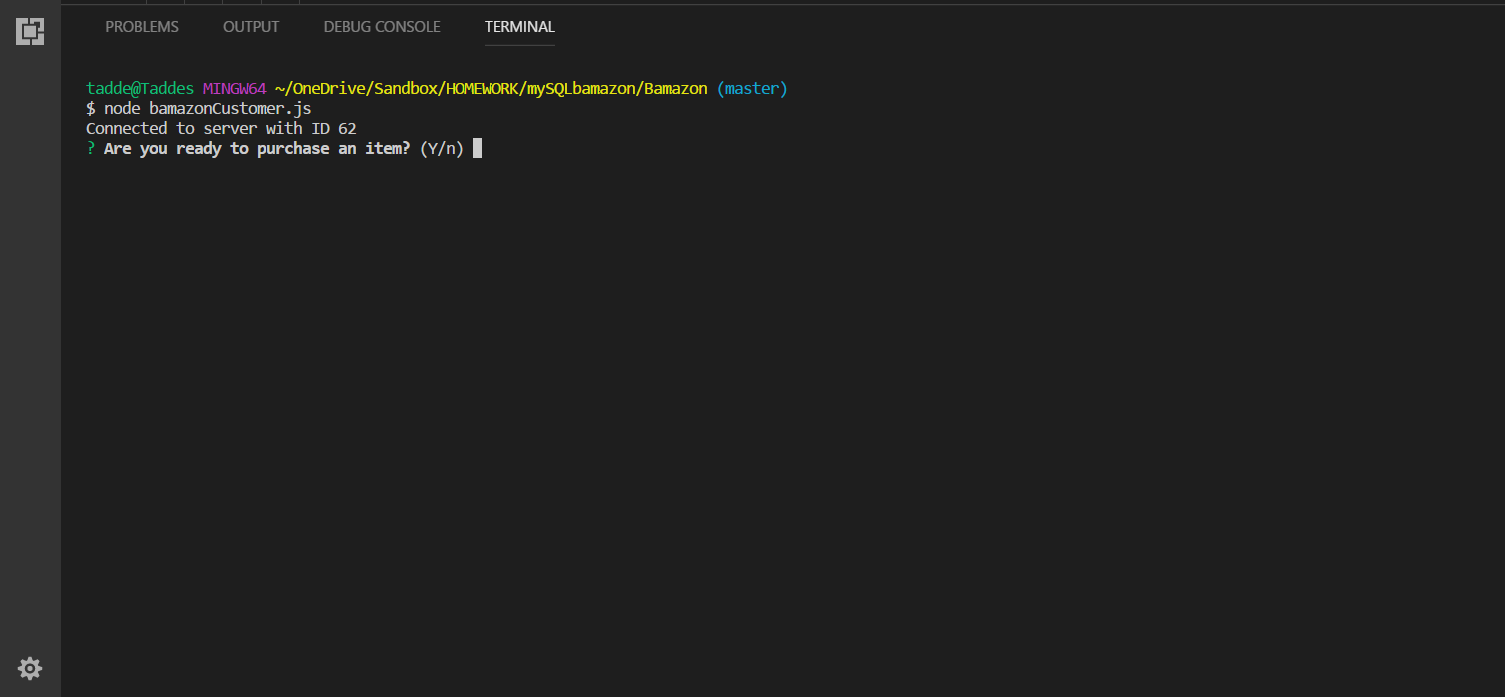 PROBLEMS OUTPUT DEBUG CONSOLE TERMINAL
tadde@Taddes MINGW64 ~/OneDrive/Sandbox/HOMEWORK/mySQLbamazon/Bamazon (master)
$ node bamazonCustomer.js
Connected to server with ID 62
? Are you ready to purchase an item? (Y/n)